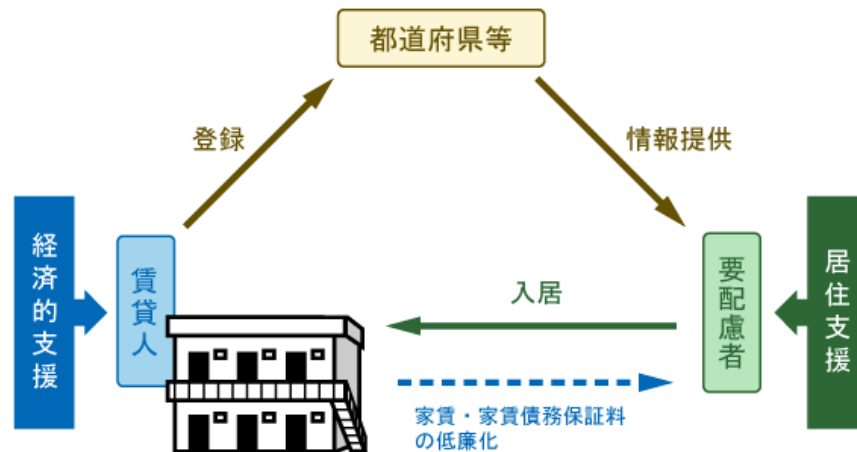 都道府県等
登録
情報提供
経済的支援
賃貸人
入居
要配慮者
居住支援
家賃・家賃債務保証料
の低廉化